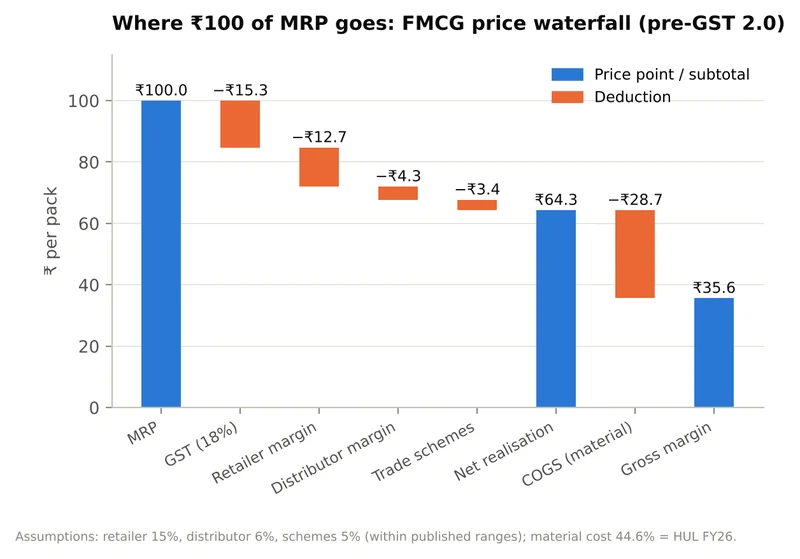 Where ₹100 of MRP goes: FMCG price waterfall (pre-GST 2.0)
Price point / subtotal
Deduction
₹100.0
−₹15.3
−₹12.7
−₹4.3
−₹3.4
₹64.3
−₹28.7
₹35.6
₹ per pack
100
80
60
40
20
0
MRP
GST (18%)
Retailer margin
Distributor margin
Trade schemes
Net realisation
COGS (material)
Gross margin
Assumptions: retailer 15%, distributor 6%, schemes 5% (within published ranges); material cost 44.6% = HUL FY26.